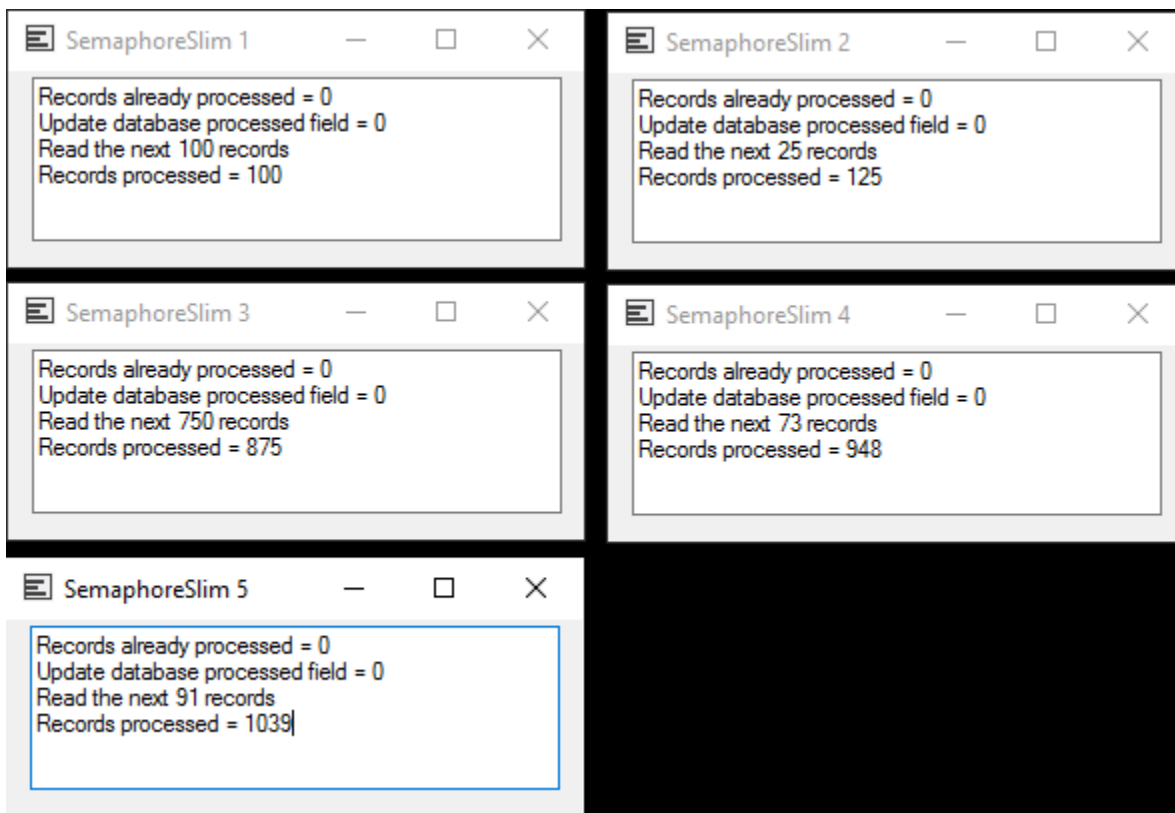 SemaphoreSlim 1
Records already processed = 0
Update database processed field = 0
Read the next 100 records
Records processed = 100
SemaphoreSlim 2
Records already processed = 0
Update database processed field = 0
Read the next 25 records
Records processed = 125
SemaphoreSlim 3
Records already processed = 0
Update database processed field = 0
Read the next 750 records
Records processed = 875
SemaphoreSlim 4
Records already processed = 0
Update database processed field = 0
Read the next 73 records
Records processed = 948
SemaphoreSlim 5
Records already processed = 0
Update database processed field = 0
Read the next 91 records
Records processed = 1039